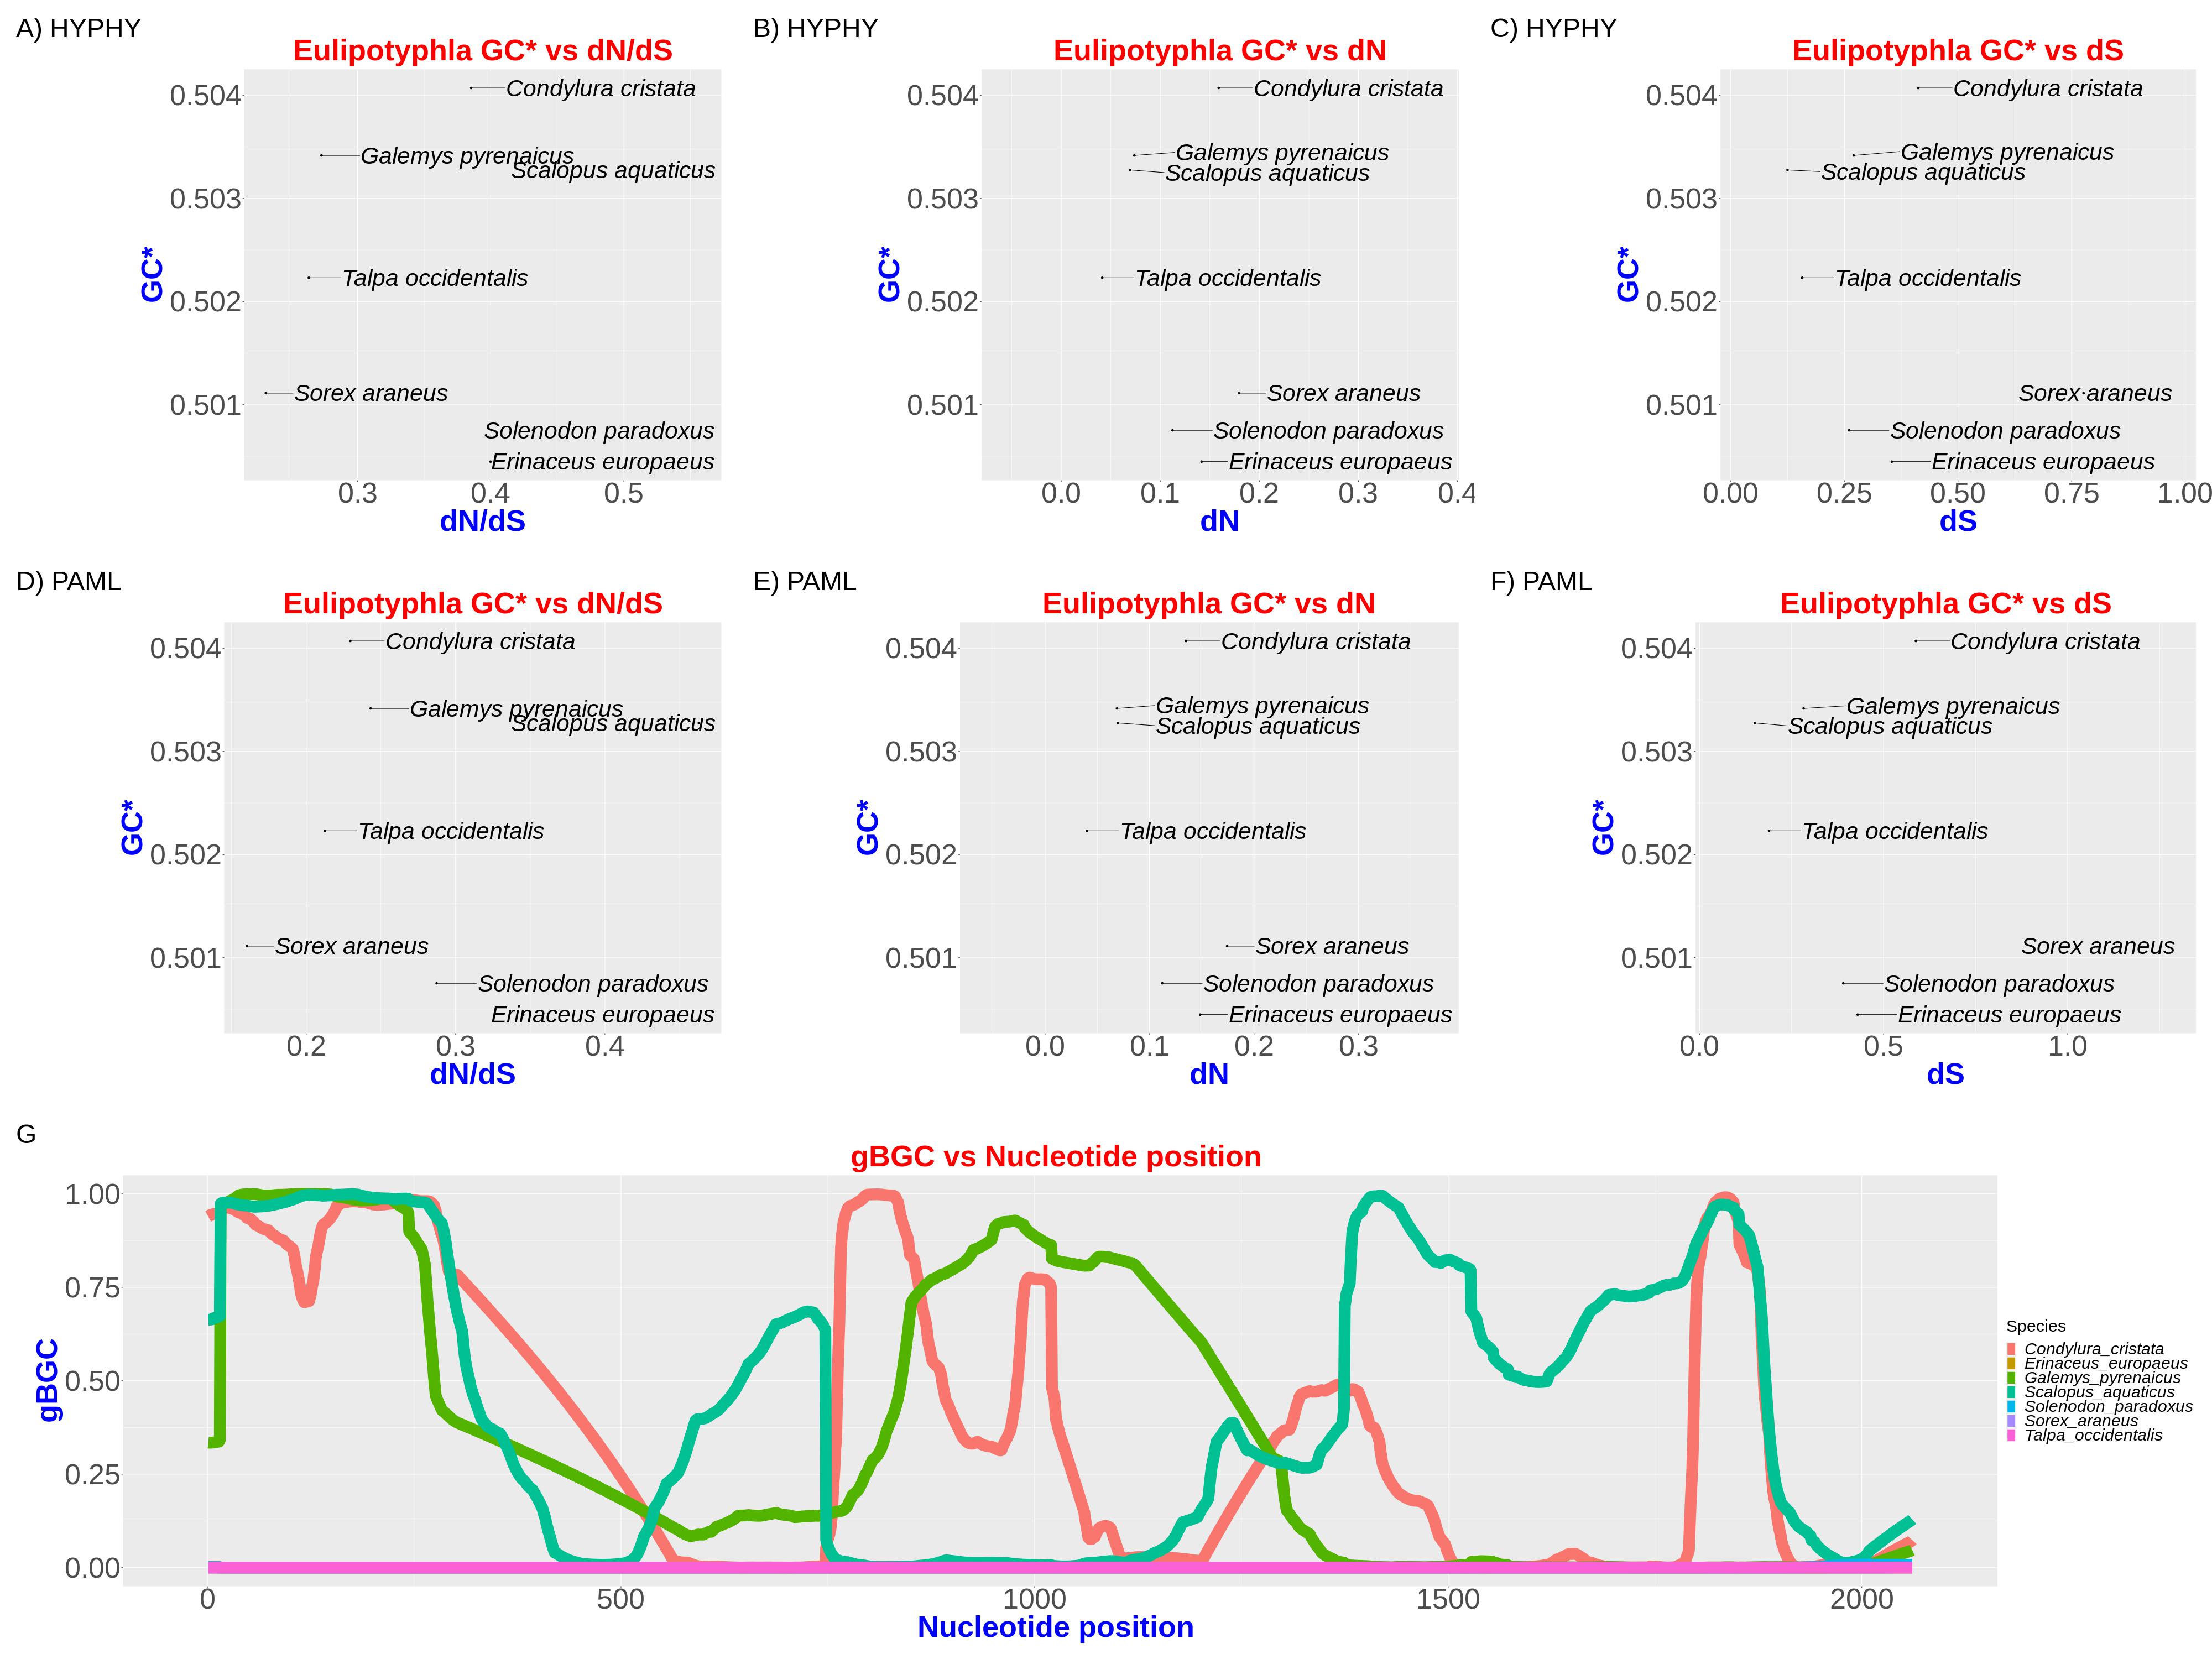 A) HYPHY
Eulipotyphla GC* vs dN/dS
GC*
0.504
0.503
0.502
0.501
Condylura cristata
Galemys pyrenaicus
Scalopus aquaticus
Talpa occidentalis
Sorex araneus
Solenodon paradoxus
Erinaceus europaeus
0.3 0.4 0.5
dN/dS
B) HYPHY
Eulipotyphla GC* vs dN
GC*
0.504
0.503
0.502
0.501
Condylura cristata
Galemys pyrenaicus
Scalopus aquaticus
Talpa occidentalis
Sorex araneus
Solenodon paradoxus
Erinaceus europaeus
0.0 0.1 0.2 0.3 0.4
dN
C) HYPHY
Eulipotyphla GC* vs dS
GC*
0.504
0.503
0.502
0.501
Condylura cristata
Galemys pyrenaicus
Scalopus aquaticus
Talpa occidentalis
Sorex araneus
Solenodon paradoxus
Erinaceus europaeus
0.00 0.25 0.50 0.75 1.00
dS
D) PAML
Eulipotyphla GC* vs dN/dS
GC*
0.504
0.503
0.502
0.501
Condylura cristata
Galemys pyrenaicus
Scalopus aquaticus
Talpa occidentalis
Sorex araneus
Solenodon paradoxus
Erinaceus europaeus
0.2 0.3 0.4
dN/dS
E) PAML
Eulipotyphla GC* vs dN
GC*
0.504
0.503
0.502
0.501
Condylura cristata
Galemys pyrenaicus
Scalopus aquaticus
Talpa occidentalis
Sorex araneus
Solenodon paradoxus
Erinaceus europaeus
0.0 0.1 0.2 0.3
dN
F) PAML
Eulipotyphla GC* vs dS
GC*
0.504
0.503
0.502
0.501
Condylura cristata
Galemys pyrenaicus
Scalopus aquaticus
Talpa occidentalis
Sorex araneus
Solenodon paradoxus
Erinaceus europaeus
0.0 0.5 1.0
dS
G
gBGC vs Nucleotide position
gBGC
1.00
0.75
0.50
0.25
0.00
0 500 1000 1500 2000
Nucleotide position
Species
Condylura_cristata
Erinaceus_europaeus
Galemys_pyrenaicus
Scalopus_aquaticus
Solenodon_paradoxus
Sorex_araneus
Talpa_occidentalis